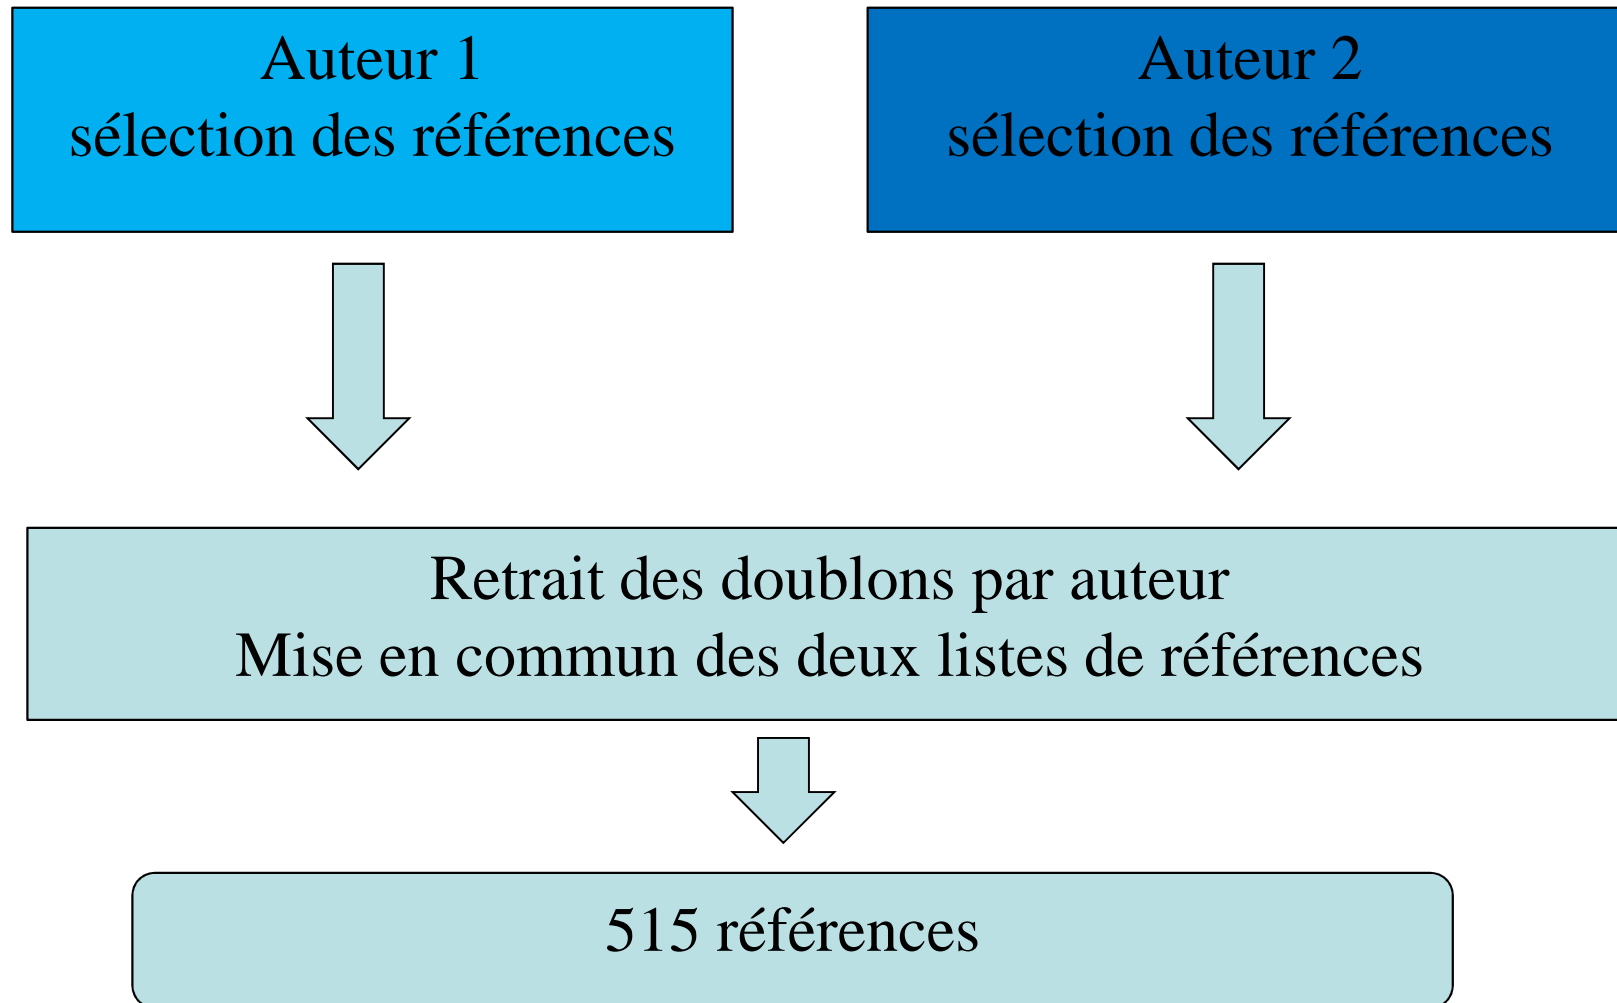 Auteur 1
sélection des références
Auteur 2
sélection des références
Retrait des doublons par auteur
Mise en commun des deux listes de références
515 références